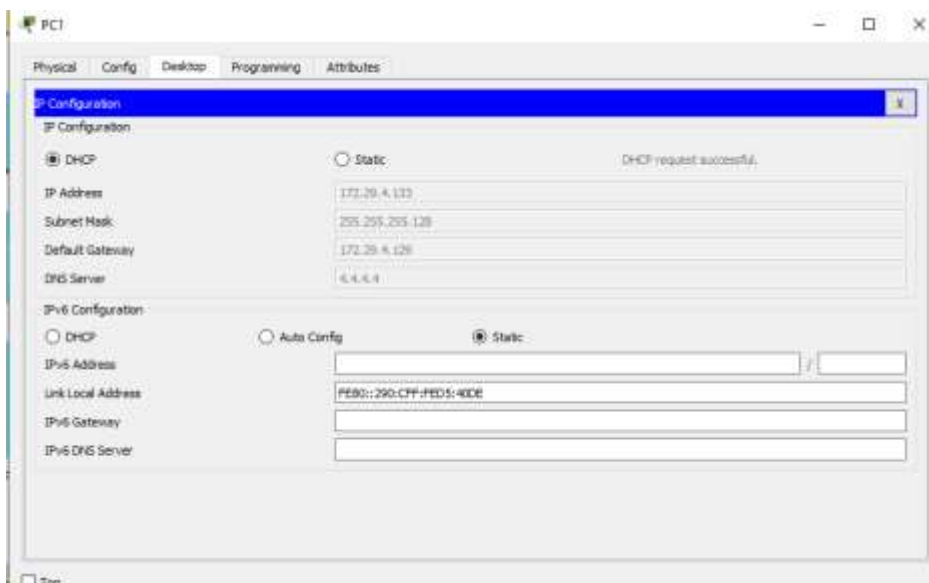 PC1
Physical Config Desktop Programming Attributes
IP Configuration X
IP Configuration
DHCP Static DHCP request successful.
IP Address 172.29.4.133
Subnet Mask 255.255.255.128
Default Gateway 172.29.4.129
DNS Server 4.4.4.4
IPv6 Configuration
DHCP Auto Config Static
IPv6 Address /
Link Local Address FE80::290:CFF:FED5:40DE
IPv6 Gateway
IPv6 DNS Server
Top